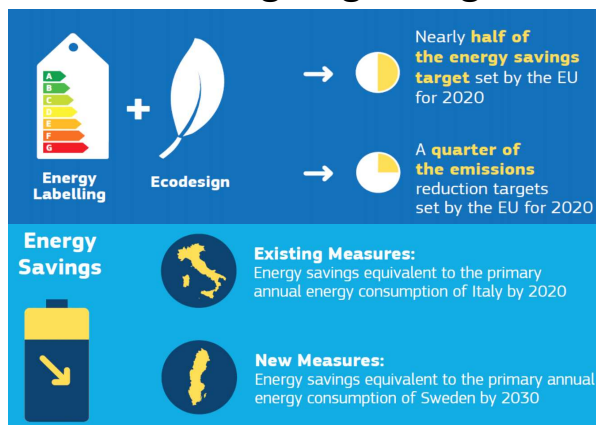 A
B
C
D
E
F
G
+
Energy
Labelling
Ecodesign
Nearly half of
the energy savings
target set by the EU
for 2020
A quarter of
the emissions
reduction targets
set by the EU for 2020
Energy
Savings
Existing Measures:
Energy savings equivalent to the primary
annual energy consumption of Italy by 2020
New Measures:
Energy savings equivalent to the primary annual
energy consumption of Sweden by 2030